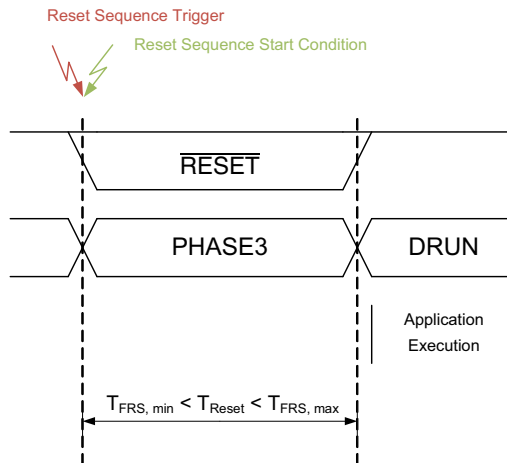 Reset Sequence Trigger
Reset Sequence Start Condition
RESET
PHASE3
DRUN
Application
Execution
TFRS, min < TReset < TFRS, max